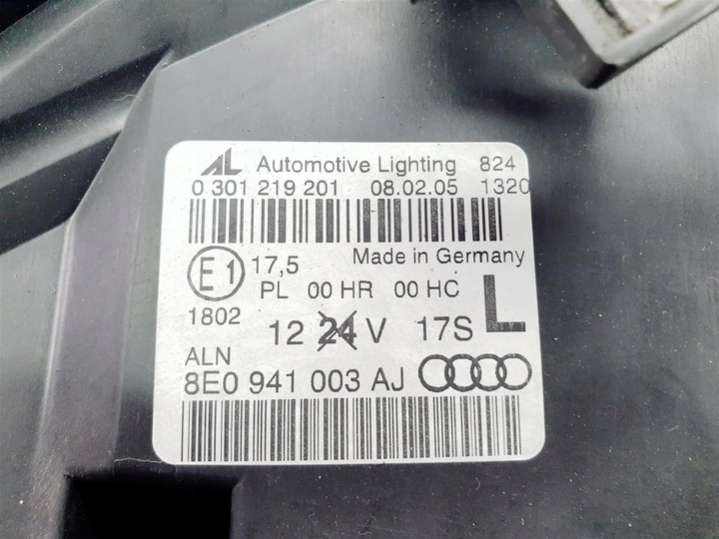 AL Automotive Lighting 824
0 301 219 201 08.02.05 1320
E1 17,5 Made in Germany
PL 00 HR 00 HC L
1802 12 24 V 17S
ALN
8E0 941 003 AJ